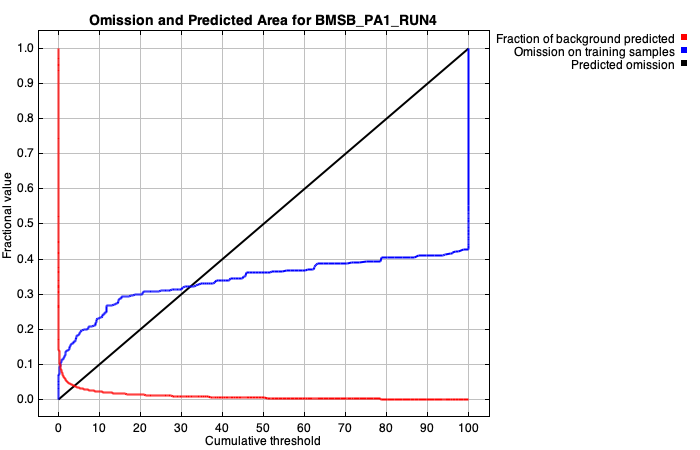 Omission and Predicted Area for BMSB_PA1_RUN4
Fraction of background predicted
Omission on training samples
Predicted omission
1.0
0.9
0.8
0.7
0.6
0.5
0.4
0.3
0.2
0.1
0.0
Fractional value
0 10 20 30 40 50 60 70 80 90 100
Cumulative threshold